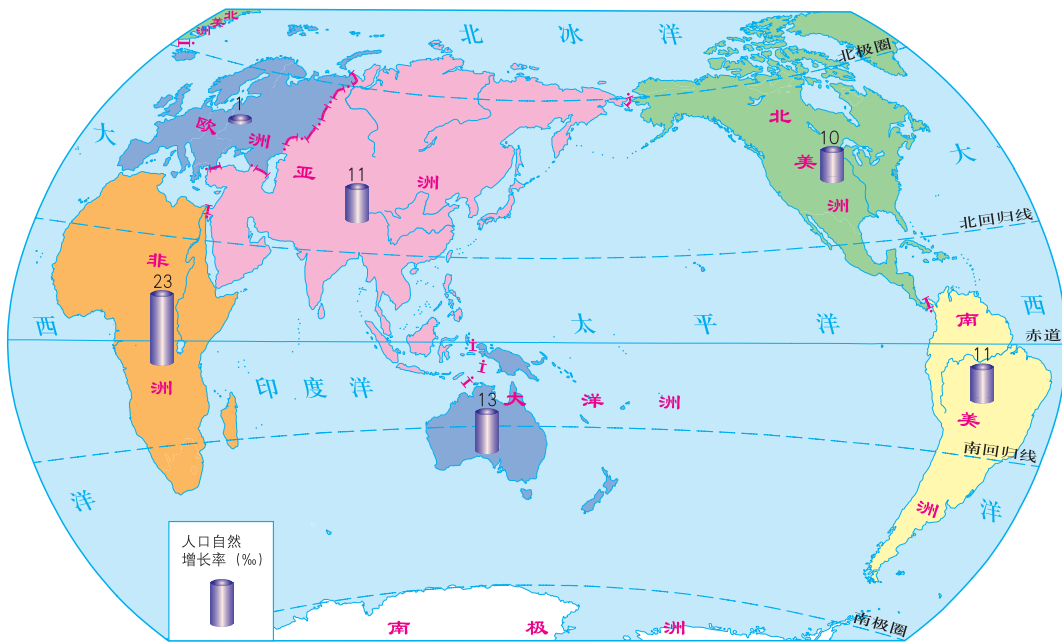 北美洲
北冰洋
北极圈
大
欧洲
1
亚洲
11
北美洲
10
大
北回归线
非洲
23
西
太平洋
西
南美洲
赤道
11
印度洋
大洋洲
13
南回归线
洋
洋
人口自然
增长率（‰）
南极洲
南极圈